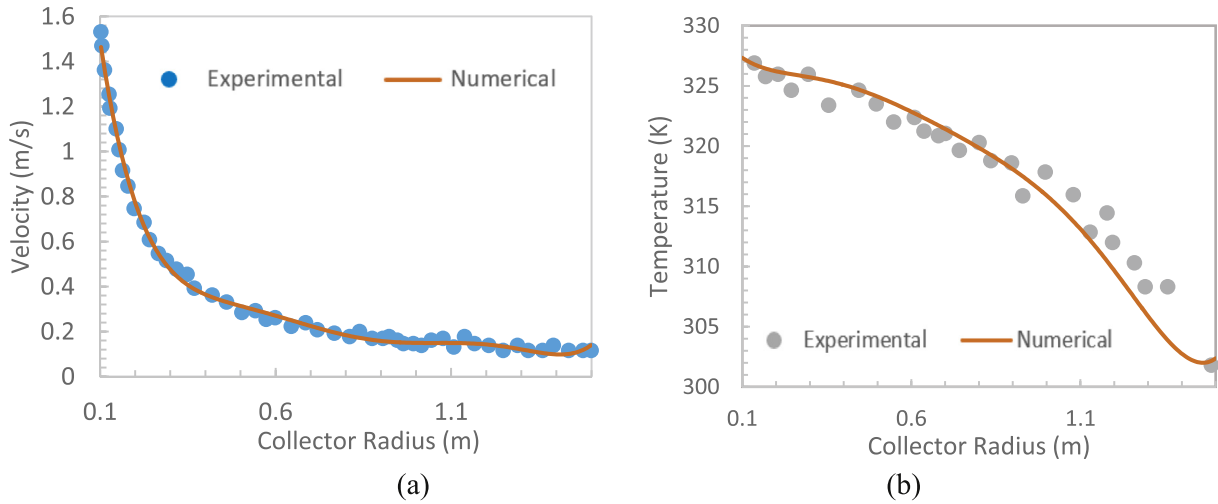 1.6
1.4
1.2
1
0.8
0.6
0.4
0.2
0
Velocity (m/s)
Experimental Numerical
0.1 0.6 1.1
Collector Radius (m)
(a)
330
325
320
315
310
305
300
Temperature (K)
Experimental Numerical
0.1 0.6 1.1
Collector Radius (m)
(b)